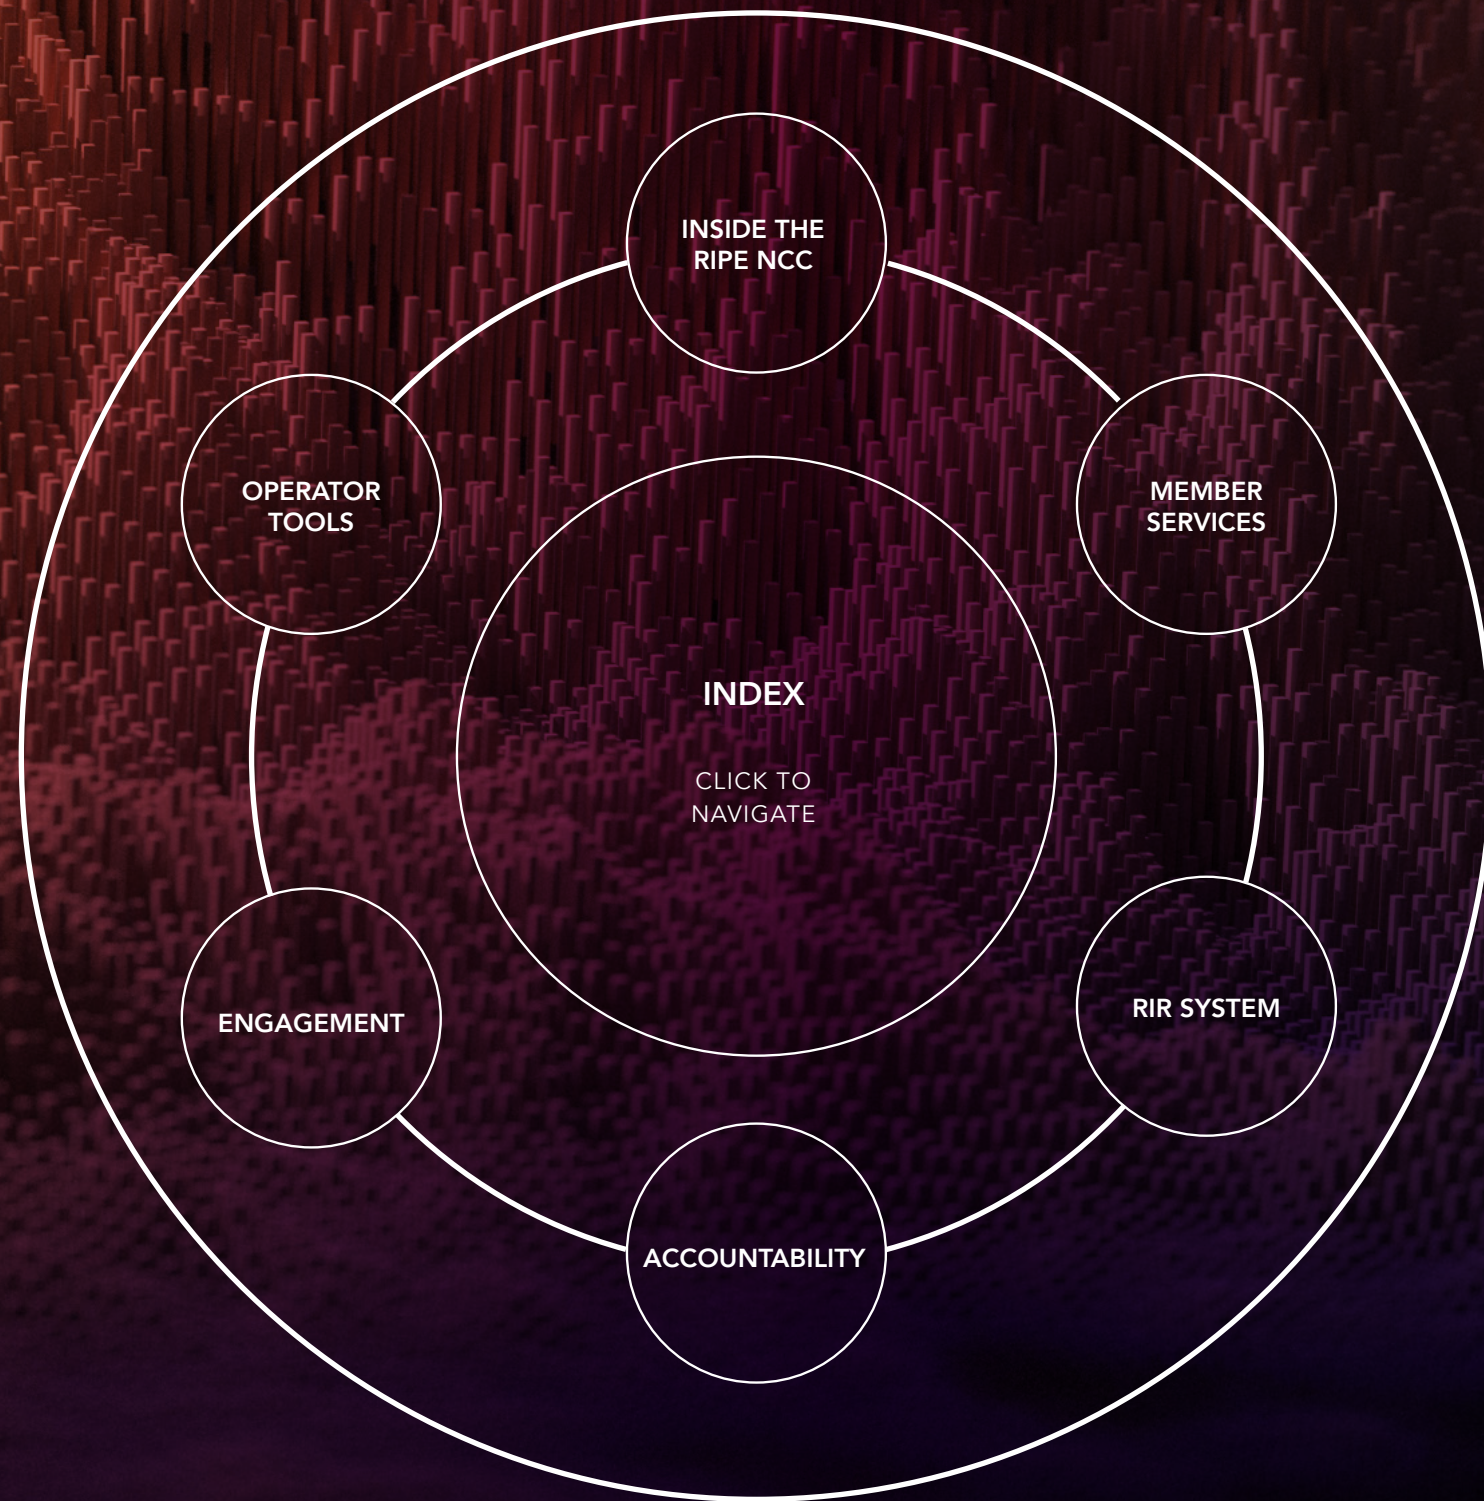 INSIDE THE
RIPE NCC
OPERATOR
TOOLS
MEMBER
SERVICES
INDEX
CLICK TO
NAVIGATE
ENGAGEMENT
RIR SYSTEM
ACCOUNTABILITY